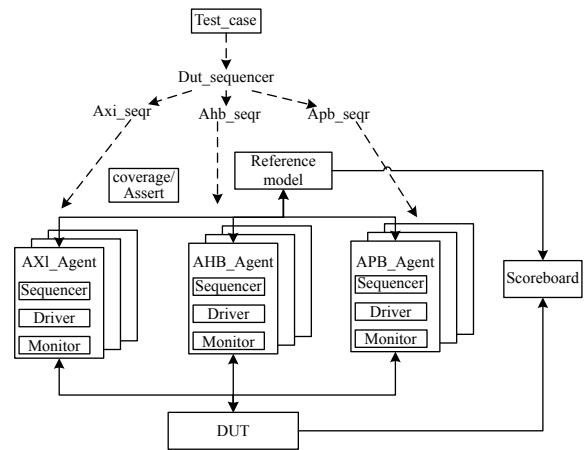 Test_case
Dut_sequencer
Axi_seqr
Ahb_seqr
Apb_seqr
coverage/
Assert
Reference
model
AXl_Agent
Sequencer
Driver
Monitor
AHB_Agent
Sequencer
Driver
Monitor
APB_Agent
Sequencer
Driver
Monitor
Scoreboard
DUT